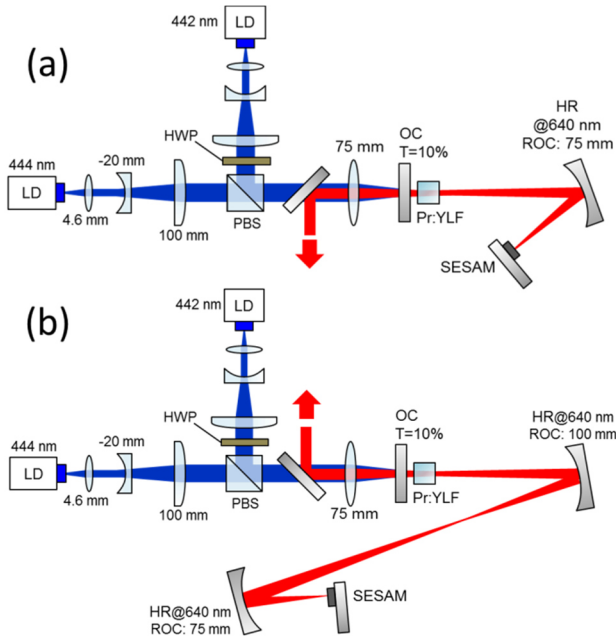 (a)
442 nm
LD
HWP
444 nm
LD
-20 mm
4.6 mm
100 mm
PBS
75 mm
OC
T=10%
Pr:YLF
HR
@640 nm
ROC: 75 mm
SESAM
(b)
442 nm
LD
HWP
444 nm
LD
-20 mm
4.6 mm
100 mm
PBS
75 mm
OC
T=10%
Pr:YLF
HR@640 nm
ROC: 100 mm
SESAM
HR@640 nm
ROC: 75 mm